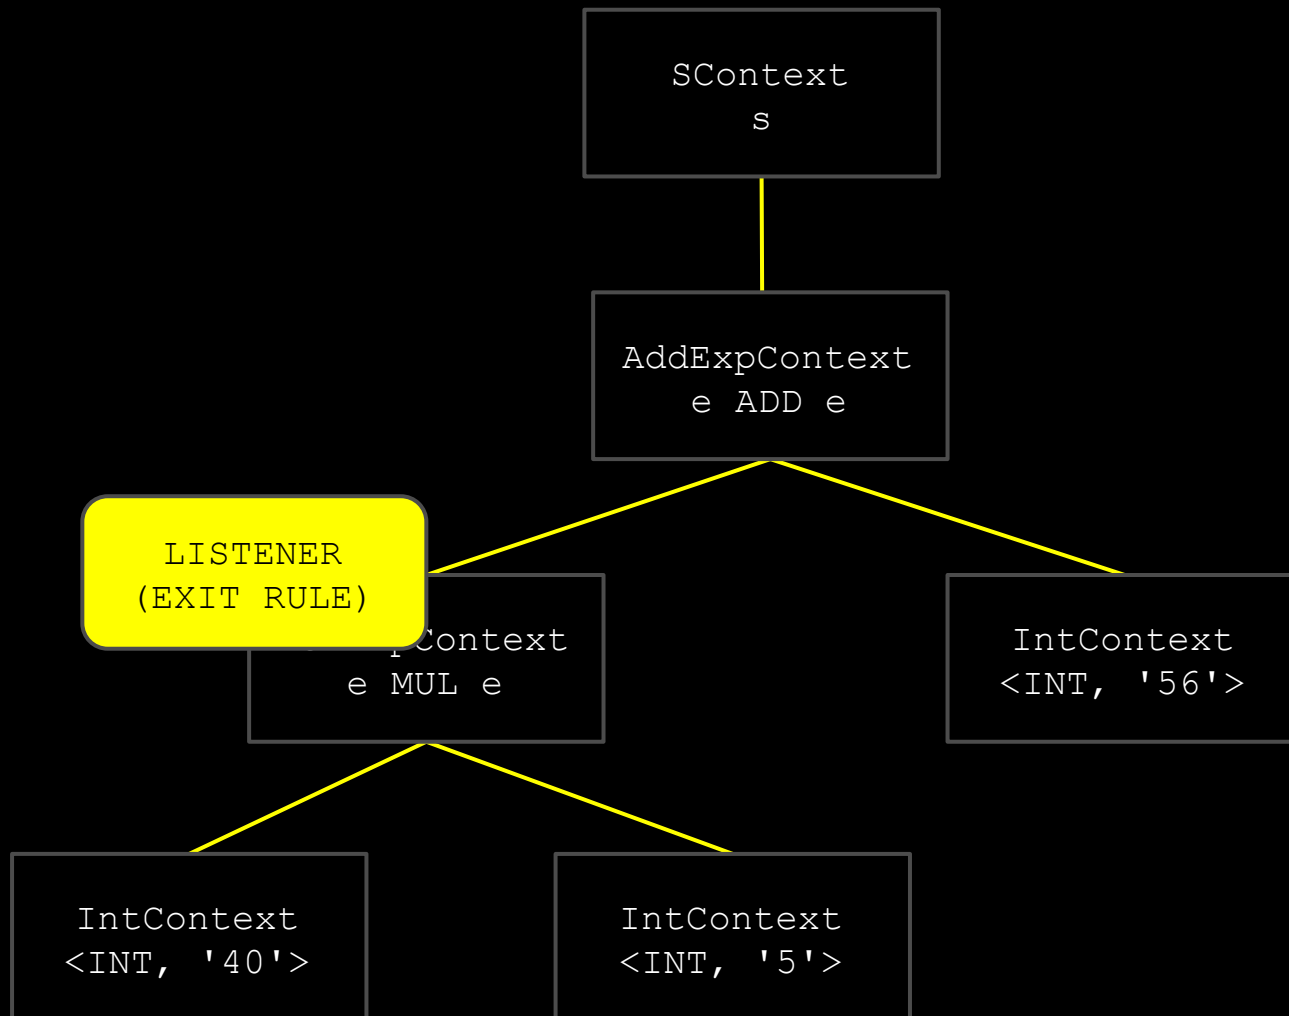 SContext
s
AddExpContext
e ADD e
LISTENER
(EXIT RULE)
e MUL e
IntContext
<INT, '56'>
IntContext
<INT, '40'>
IntContext
<INT, '5'>